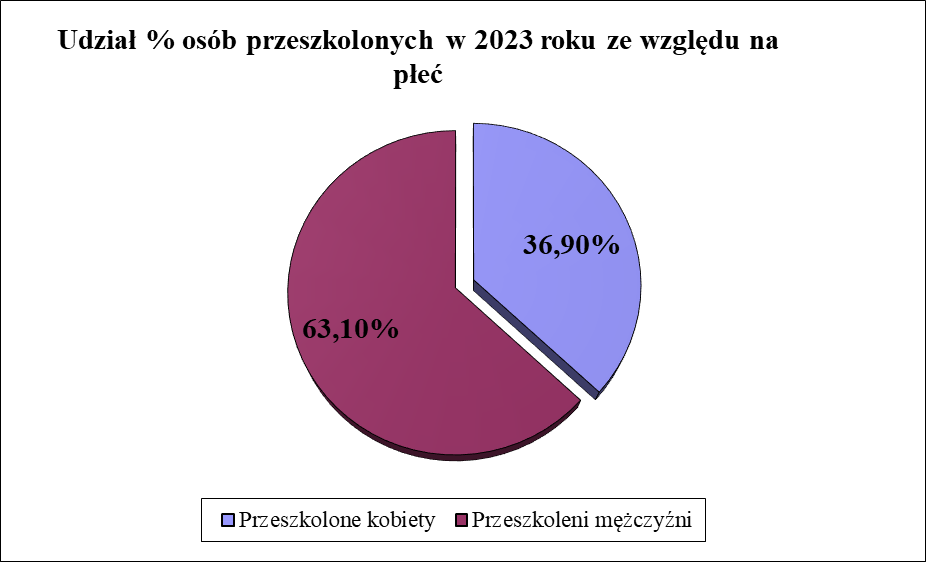 Udział % osób przeszkolonych w 2023 roku ze względu na
płeć
36,90%
63,10%
Przeszkolone kobiety Przeszkoleni mężczyźni